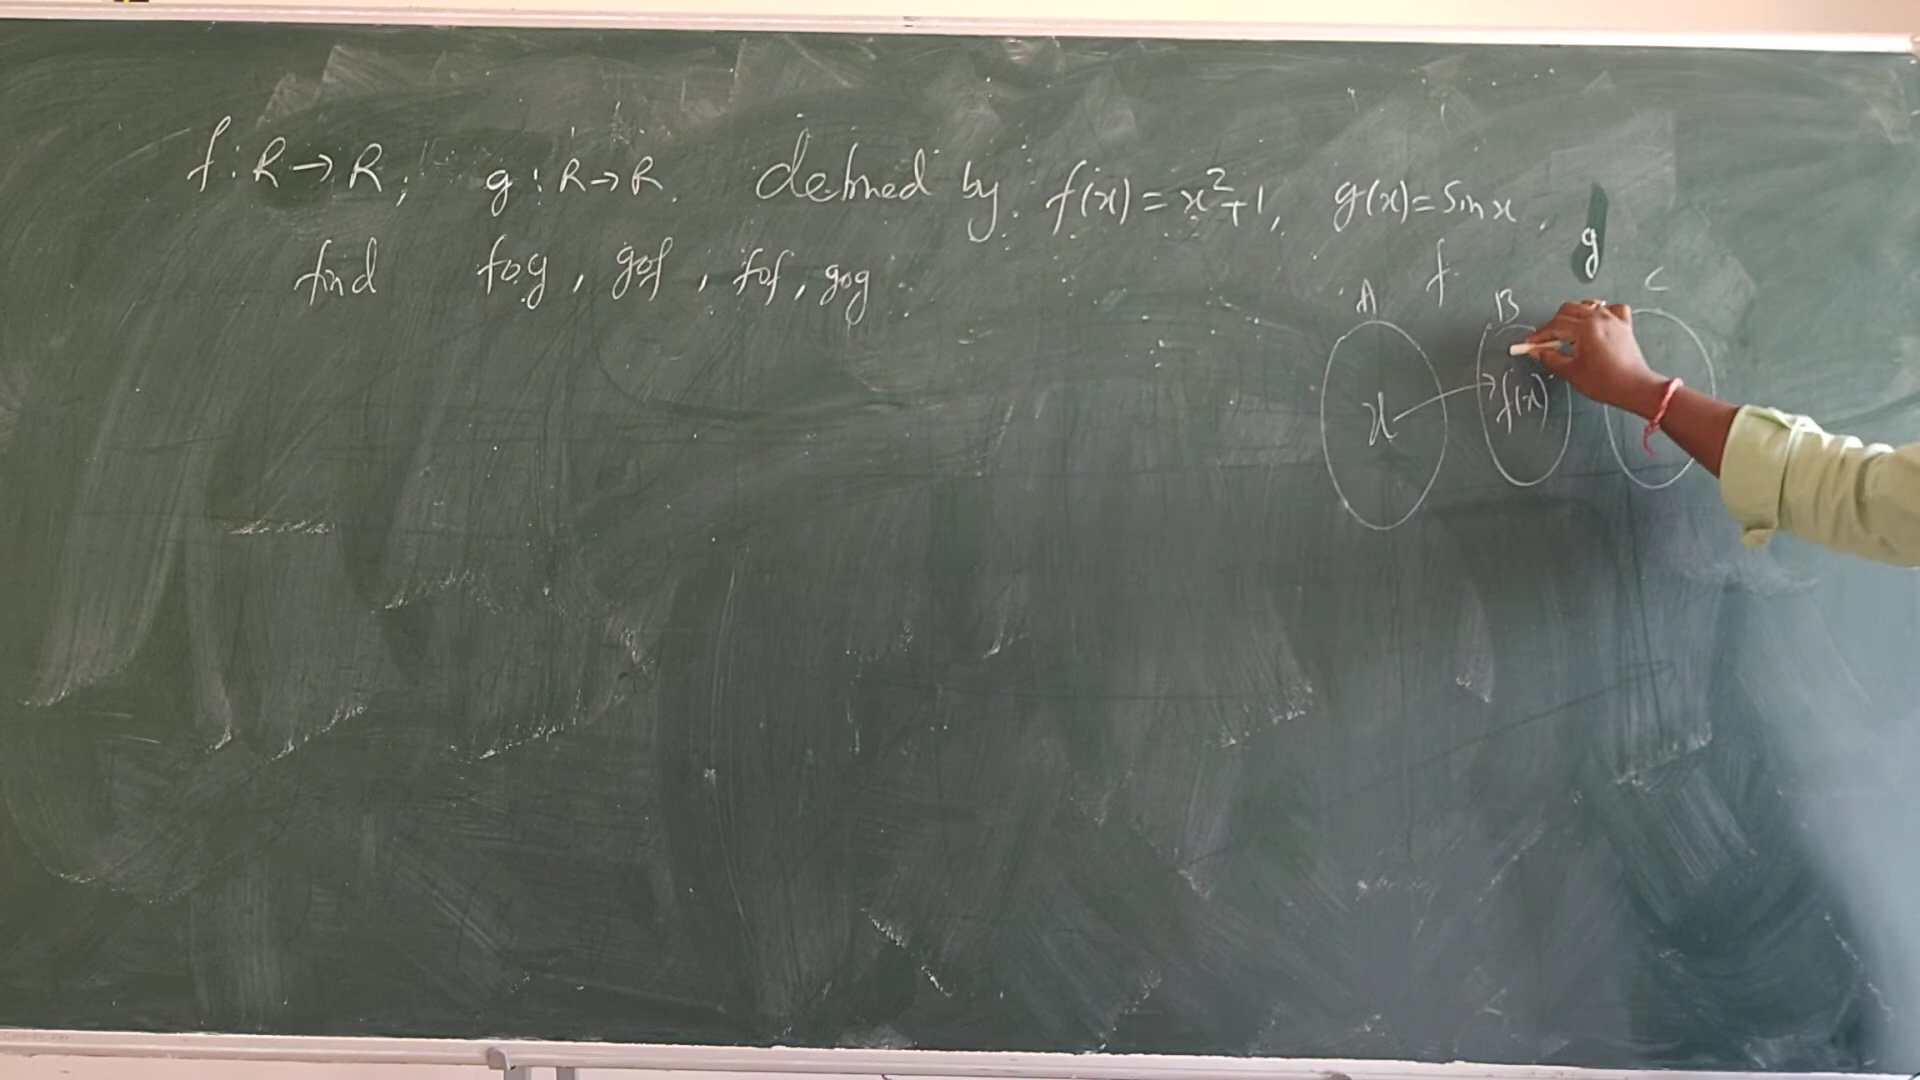 f : R → R ; g : R → R . defined by f(x) = x²+1, g(x) = Sin x .
find fog , gof , fof , gog
f g
A B C
x f(x)